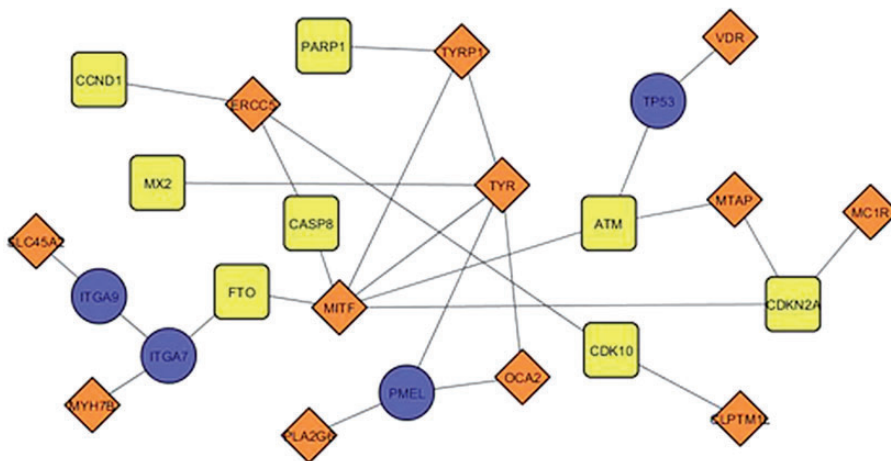 PARP1
TYRP1
VDR
CCND1
ERCC5
TP53
MX2
TYR
CASP8
ATM
MTAP
MC1R
SLC45A2
ITGA9
FTO
MITF
CDKN2A
ITGA7
CDK10
MYH7B
PMEL
OCA2
PLA2G6
CLPTM1L